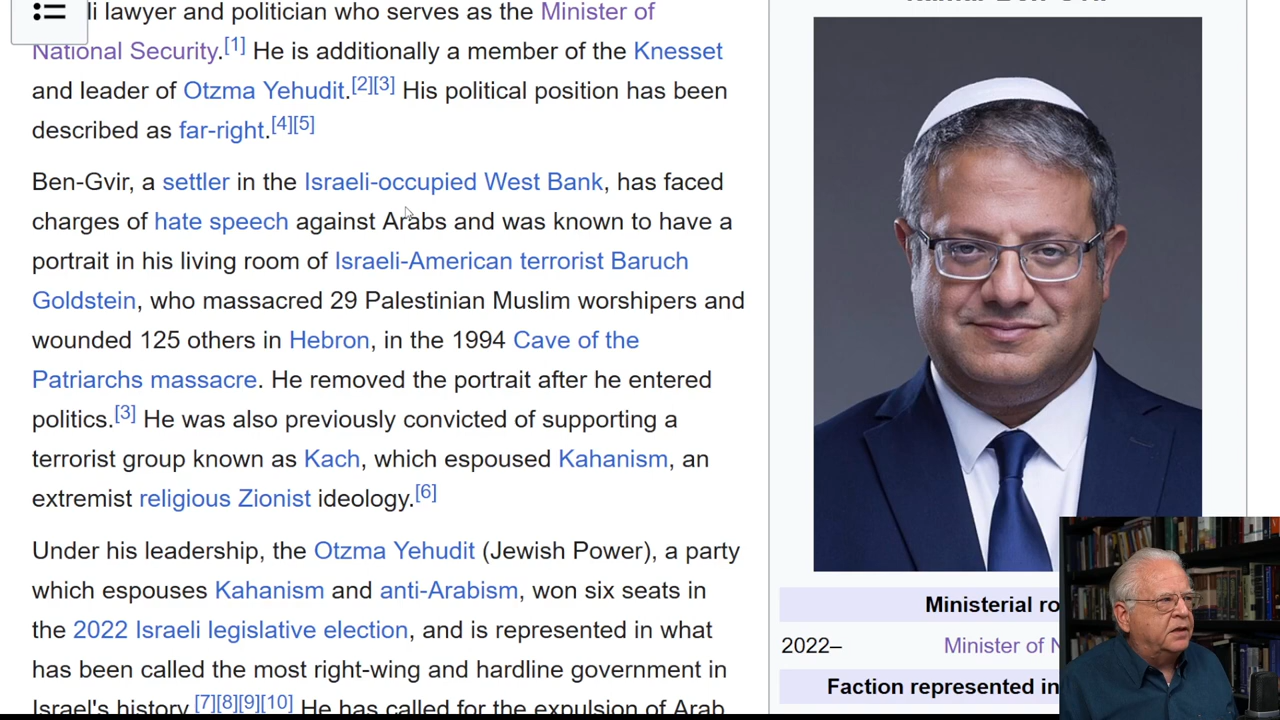 li lawyer and politician who serves as the Minister of
National Security.[1] He is additionally a member of the Knesset
and leader of Otzma Yehudit.[2][3] His political position has been
described as far-right.[4][5]
Ben-Gvir, a settler in the Israeli-occupied West Bank, has faced
charges of hate speech against Arabs and was known to have a
portrait in his living room of Israeli-American terrorist Baruch
Goldstein, who massacred 29 Palestinian Muslim worshipers and
wounded 125 others in Hebron, in the 1994 Cave of the
Patriarchs massacre. He removed the portrait after he entered
politics.[3] He was also previously convicted of supporting a
terrorist group known as Kach, which espoused Kahanism, an
extremist religious Zionist ideology.[6]
Under his leadership, the Otzma Yehudit (Jewish Power), a party
which espouses Kahanism and anti-Arabism, won six seats in
the 2022 Israeli legislative election, and is represented in what
has been called the most right-wing and hardline government in
Israel's history.[7][8][9][10] He has called for the expulsion of Arab
Ministerial ro
2022–
Minister of N
Faction represented in